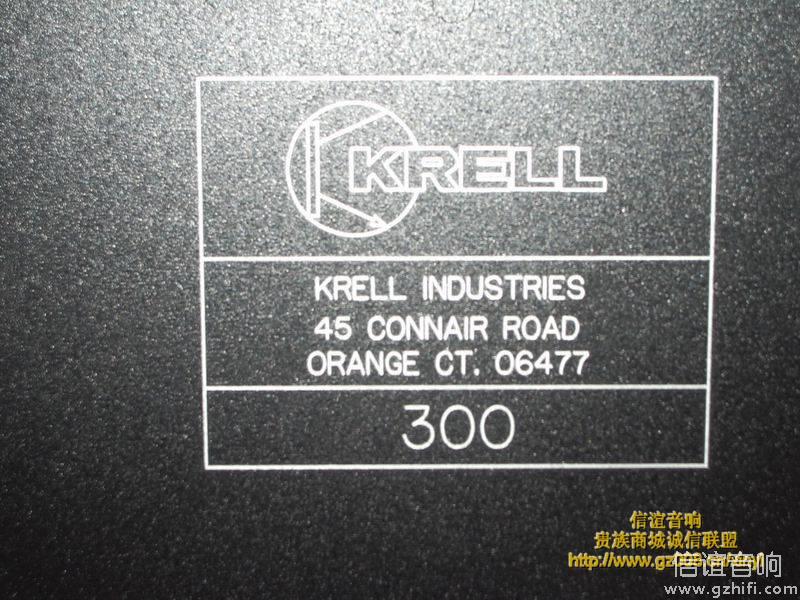 KRELL
KRELL INDUSTRIES
45 CONNAIR ROAD
ORANGE CT. 06477
300
信谊音响
贵族商城诚信联盟
信谊音响
www.gzhifi.com